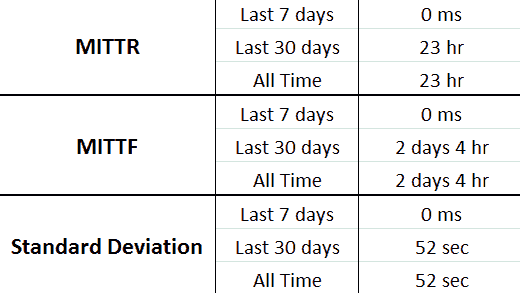 MITTR
Last 7 days 0 ms
Last 30 days 23 hr
All Time 23 hr
MITTF
Last 7 days 0 ms
Last 30 days 2 days 4 hr
All Time 2 days 4 hr
Standard Deviation
Last 7 days 0 ms
Last 30 days 52 sec
All Time 52 sec